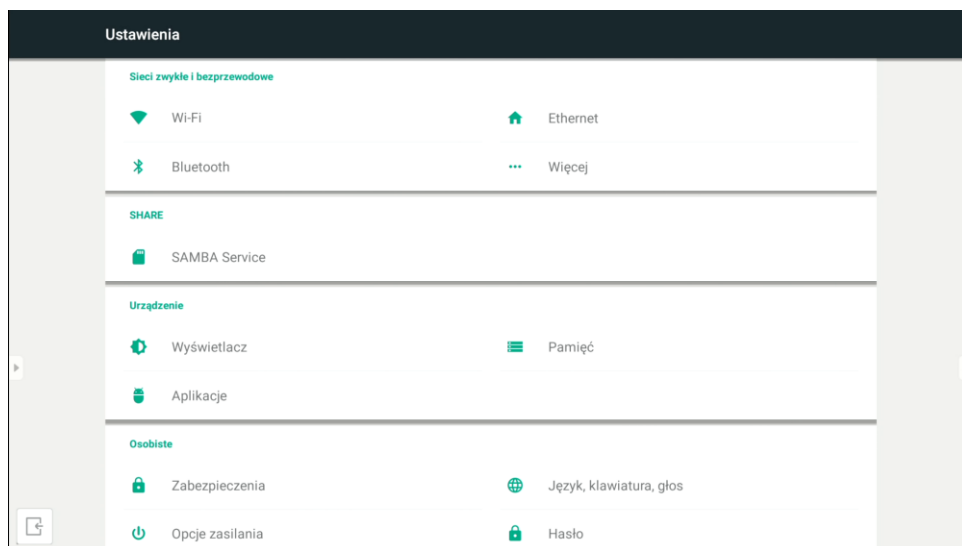 Ustawienia
Sieci zwykłe i bezprzewodowe
Wi-Fi
Ethernet
Bluetooth
Więcej
SHARE
SAMBA Service
Urządzenie
Wyświetlacz
Pamięć
Aplikacje
Osobiste
Zabezpieczenia
Język, klawiatura, głos
Opcje zasilania
Hasło